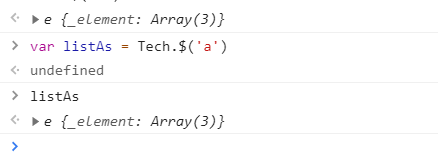 e {_element: Array(3)}
var listAs = Tech.$('a')
undefined
listAs
e {_element: Array(3)}